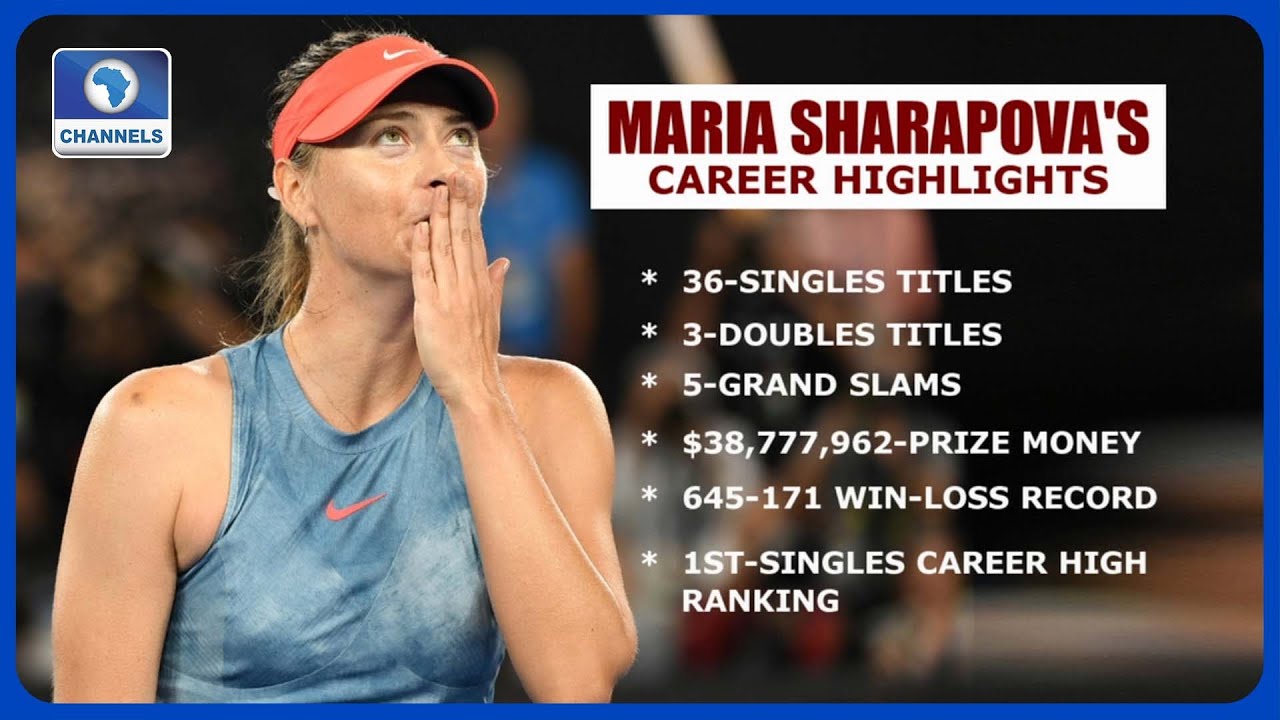 CHANNELS
MARIA SHARAPOVA'S
CAREER HIGHLIGHTS
* 36-SINGLES TITLES
* 3-DOUBLES TITLES
* 5-GRAND SLAMS
* $38,777,962-PRIZE MONEY
* 645-171 WIN-LOSS RECORD
* 1ST-SINGLES CAREER HIGH
RANKING